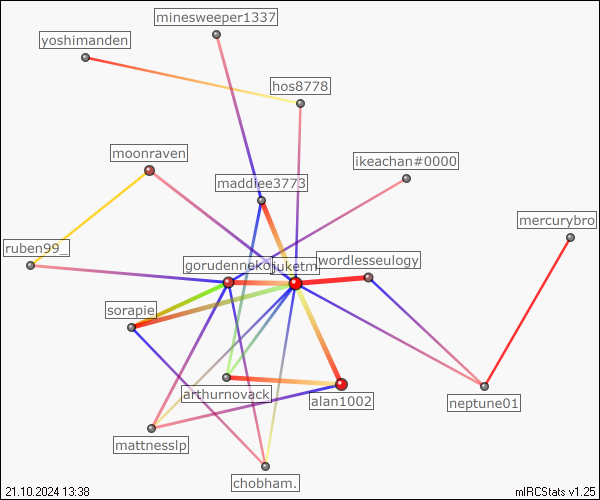 minesweeper1337
yoshimanden
hos8778
moonraven
ikeachan#0000
maddiee3773
mercurybro
ruben99_
gorudenneko
juketm
wordlesseulogy
sorapie
arthurnovack
alan1002
neptune01
mattnesslp
chobham.
21.10.2024 13:38
mIRCStats v1.25